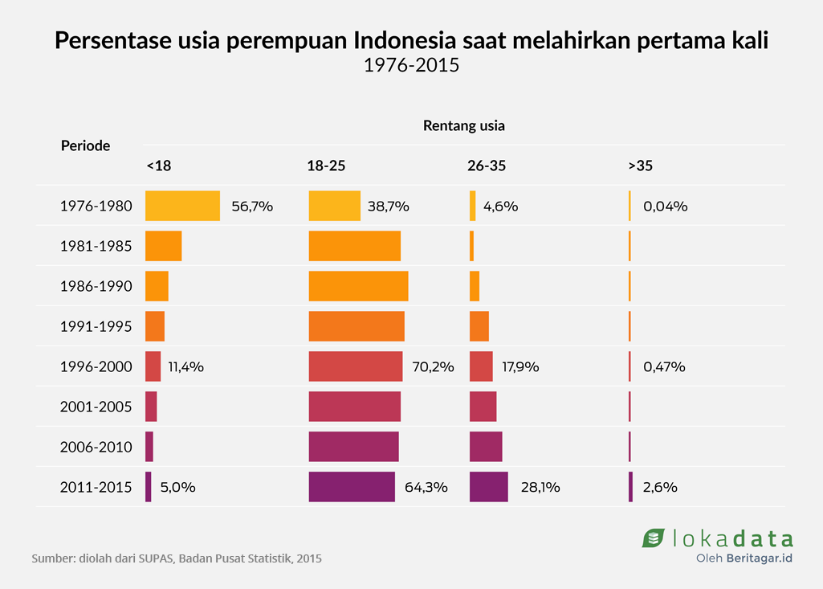 Persentase usia perempuan Indonesia saat melahirkan pertama kali
1976-2015
Rentang usia
Periode
<18 18-25 26-35 >35
1976-1980 56,7% 38,7% 4,6% 0,04%
1981-1985
1986-1990
1991-1995
1996-2000 11,4% 70,2% 17,9% 0,47%
2001-2005
2006-2010
2011-2015 5,0% 64,3% 28,1% 2,6%
lokadata
Oleh Beritagar.id
Sumber: diolah dari SUPAS, Badan Pusat Statistik, 2015